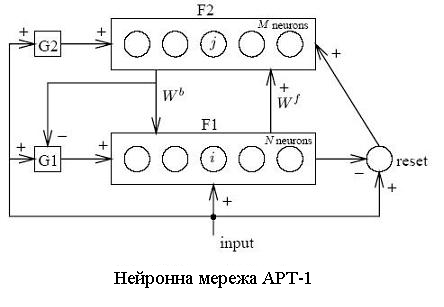 F2
M neurons
G2
+
+
j
+
+
W^b
W^f
−
F1
N neurons
G1
+
+
i
−
reset
+
+
input
Нейронна мережа АРТ-1